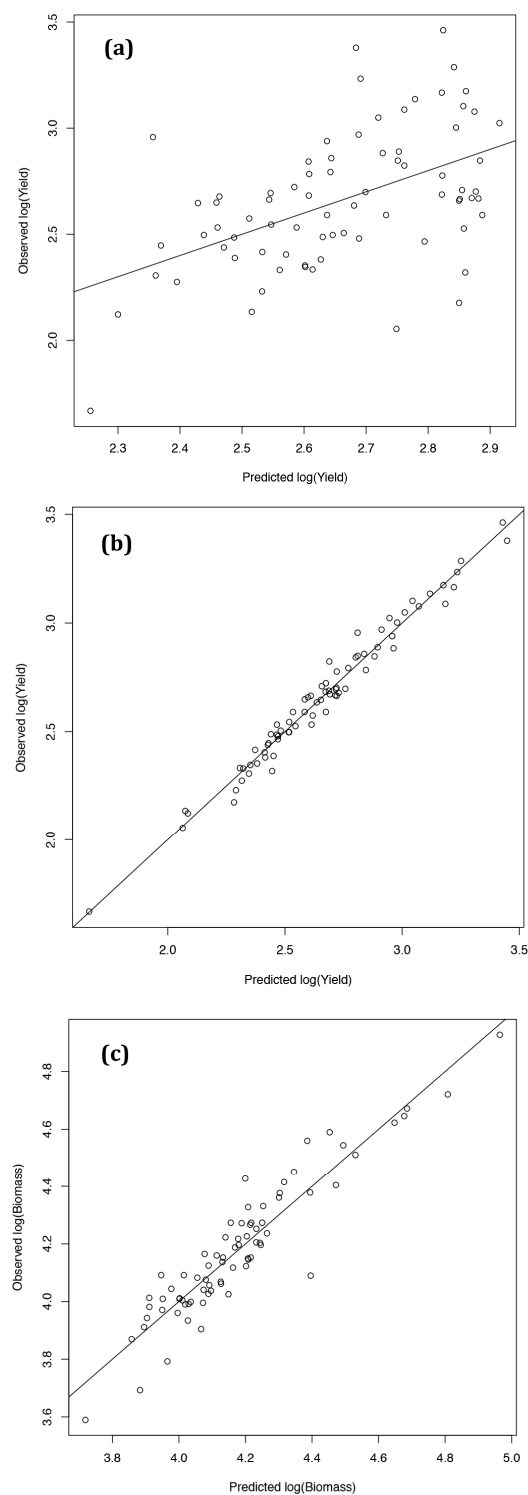 (a)
3.5
3.0
2.5
2.0
Observed log(Yield)
2.3 2.4 2.5 2.6 2.7 2.8 2.9
Predicted log(Yield)
(b)
3.5
3.0
2.5
2.0
Observed log(Yield)
2.0 2.5 3.0 3.5
Predicted log(Yield)
(c)
4.8
4.6
4.4
4.2
4.0
3.8
3.6
Observed log(Biomass)
3.8 4.0 4.2 4.4 4.6 4.8 5.0
Predicted log(Biomass)